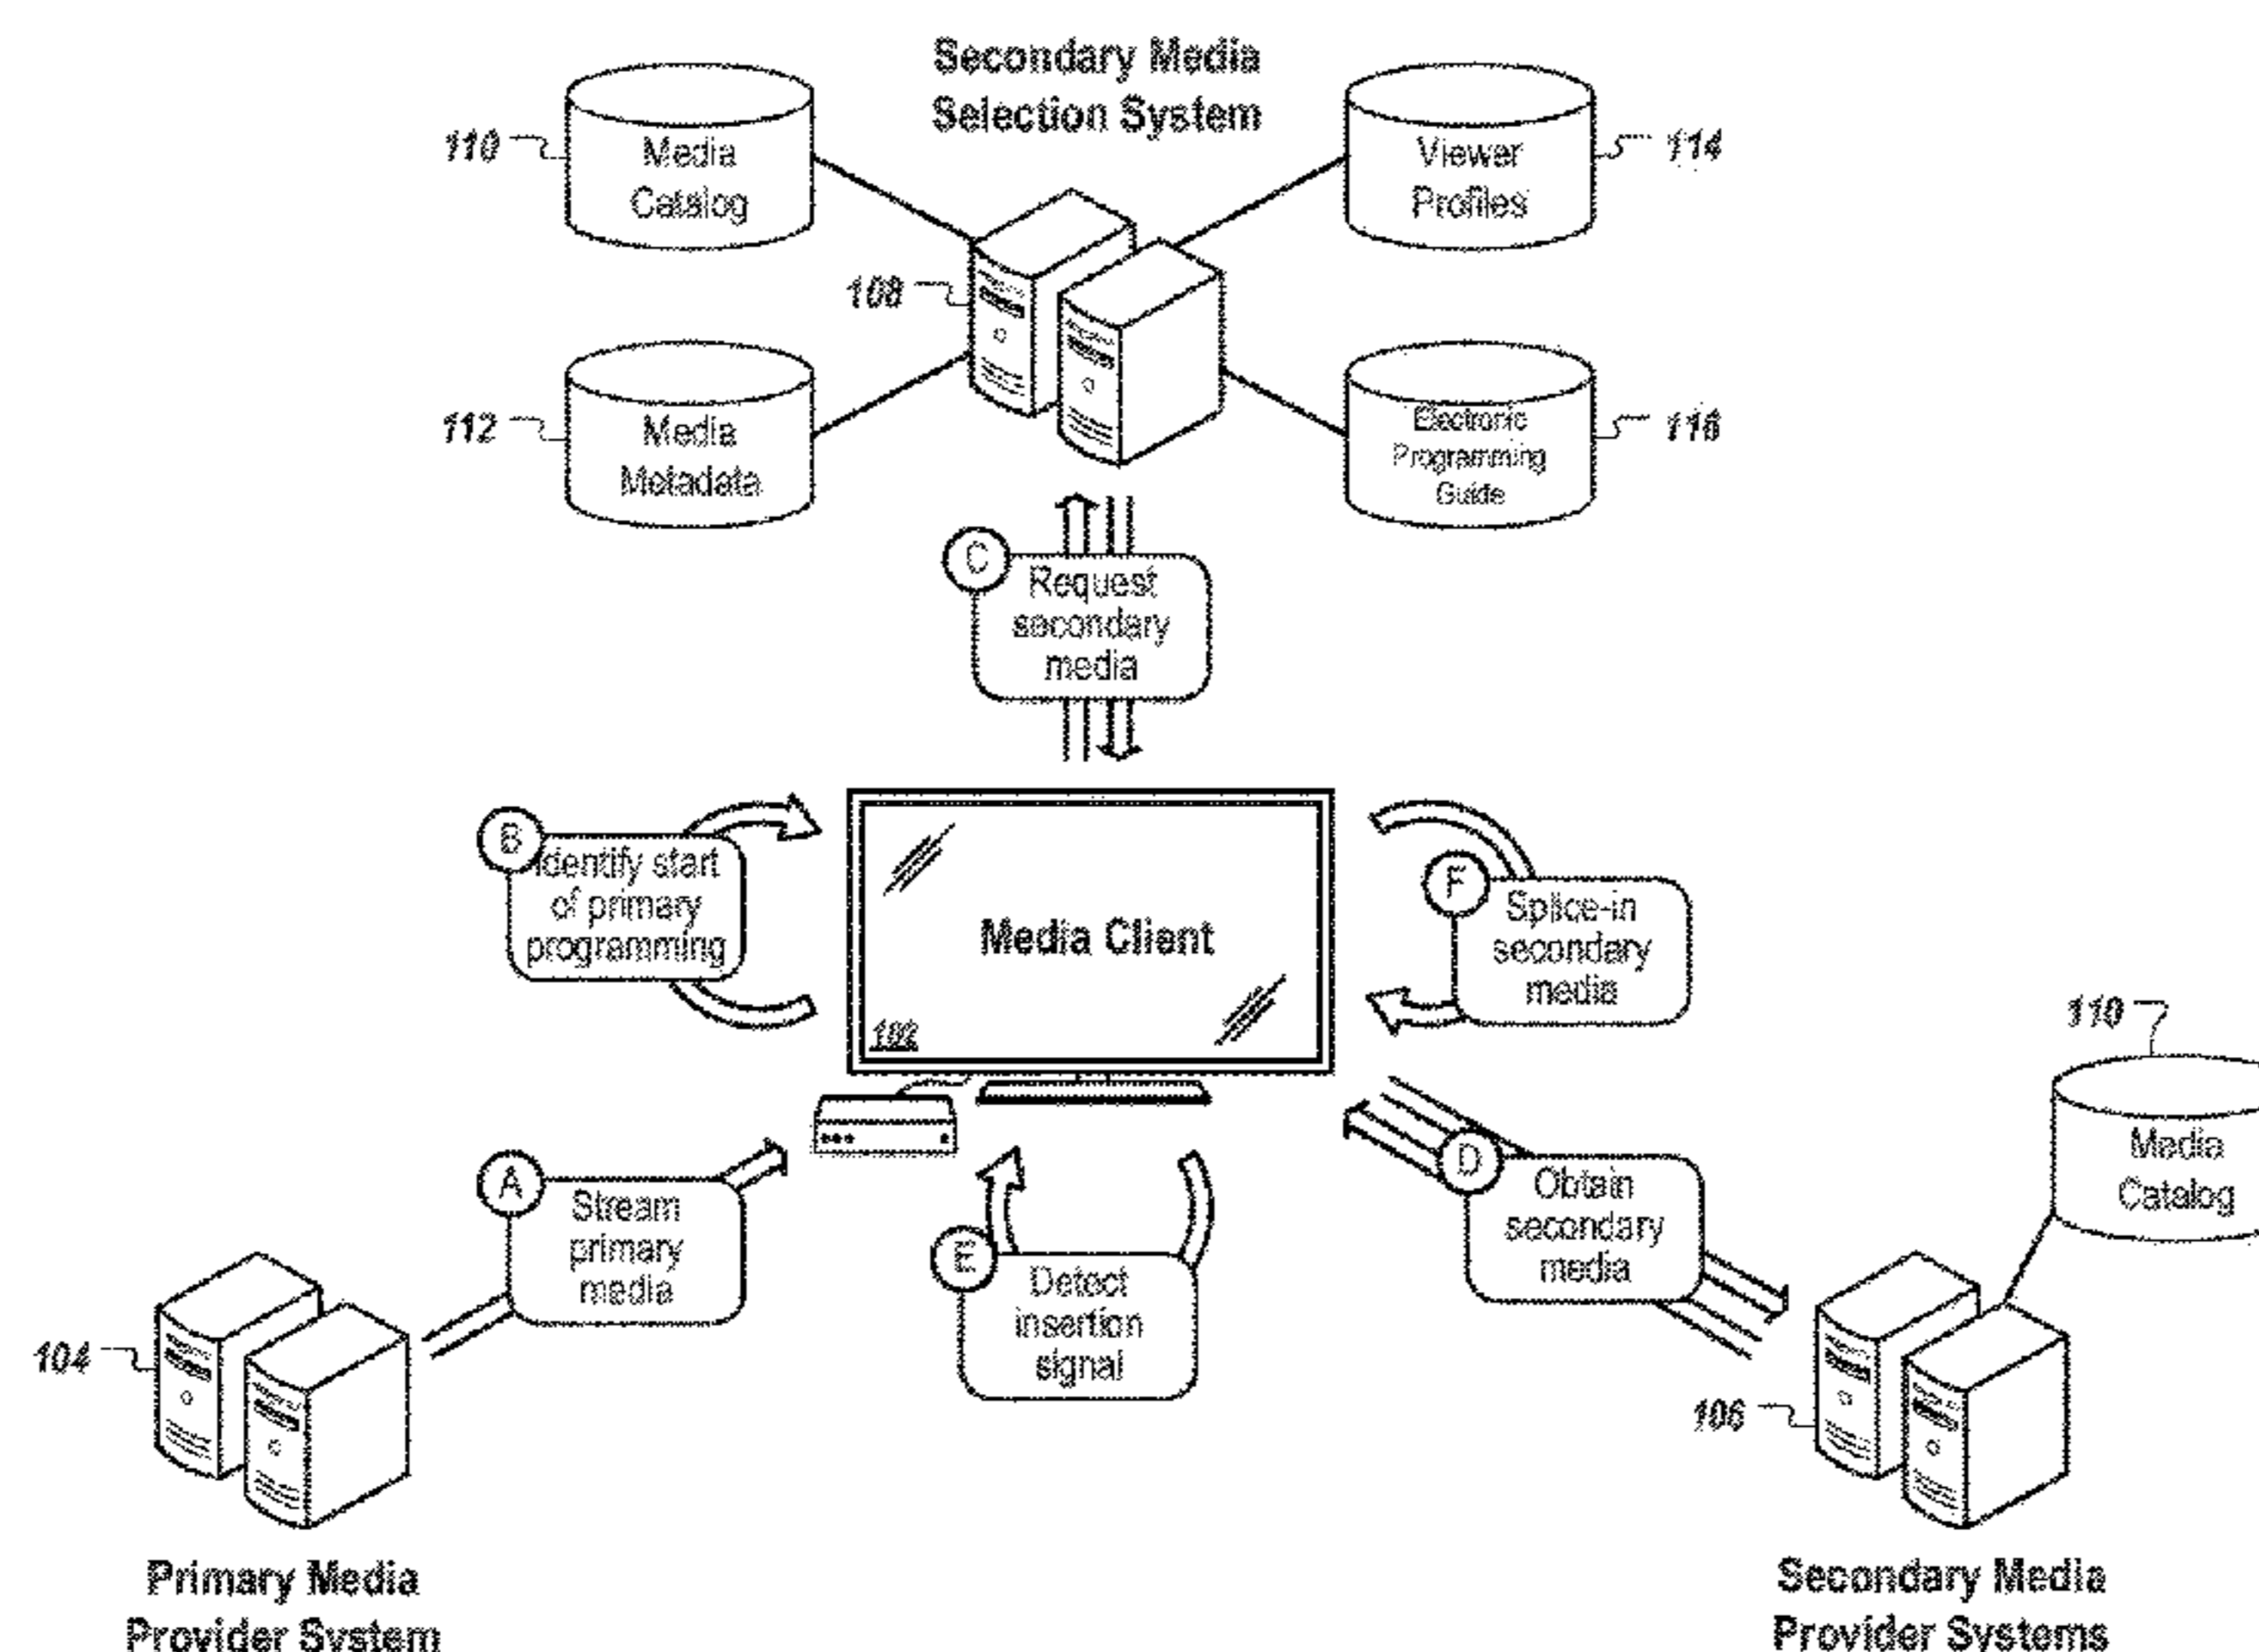 Secondary Media
Selection System
110
Media
Catalog
Viewer
Profiles
114
108
112
Media
Metadata
Electronic
Programming
Guide
116
C
Request
secondary
media
B
Identify start
of primary
programming
Media Client
102
F
Splice-in
secondary
media
110
Media
Catalog
A
Stream
primary
media
E
Detect
insertion
signal
D
Obtain
secondary
media
104
106
Primary Media
Provider System
Secondary Media
Provider Systems